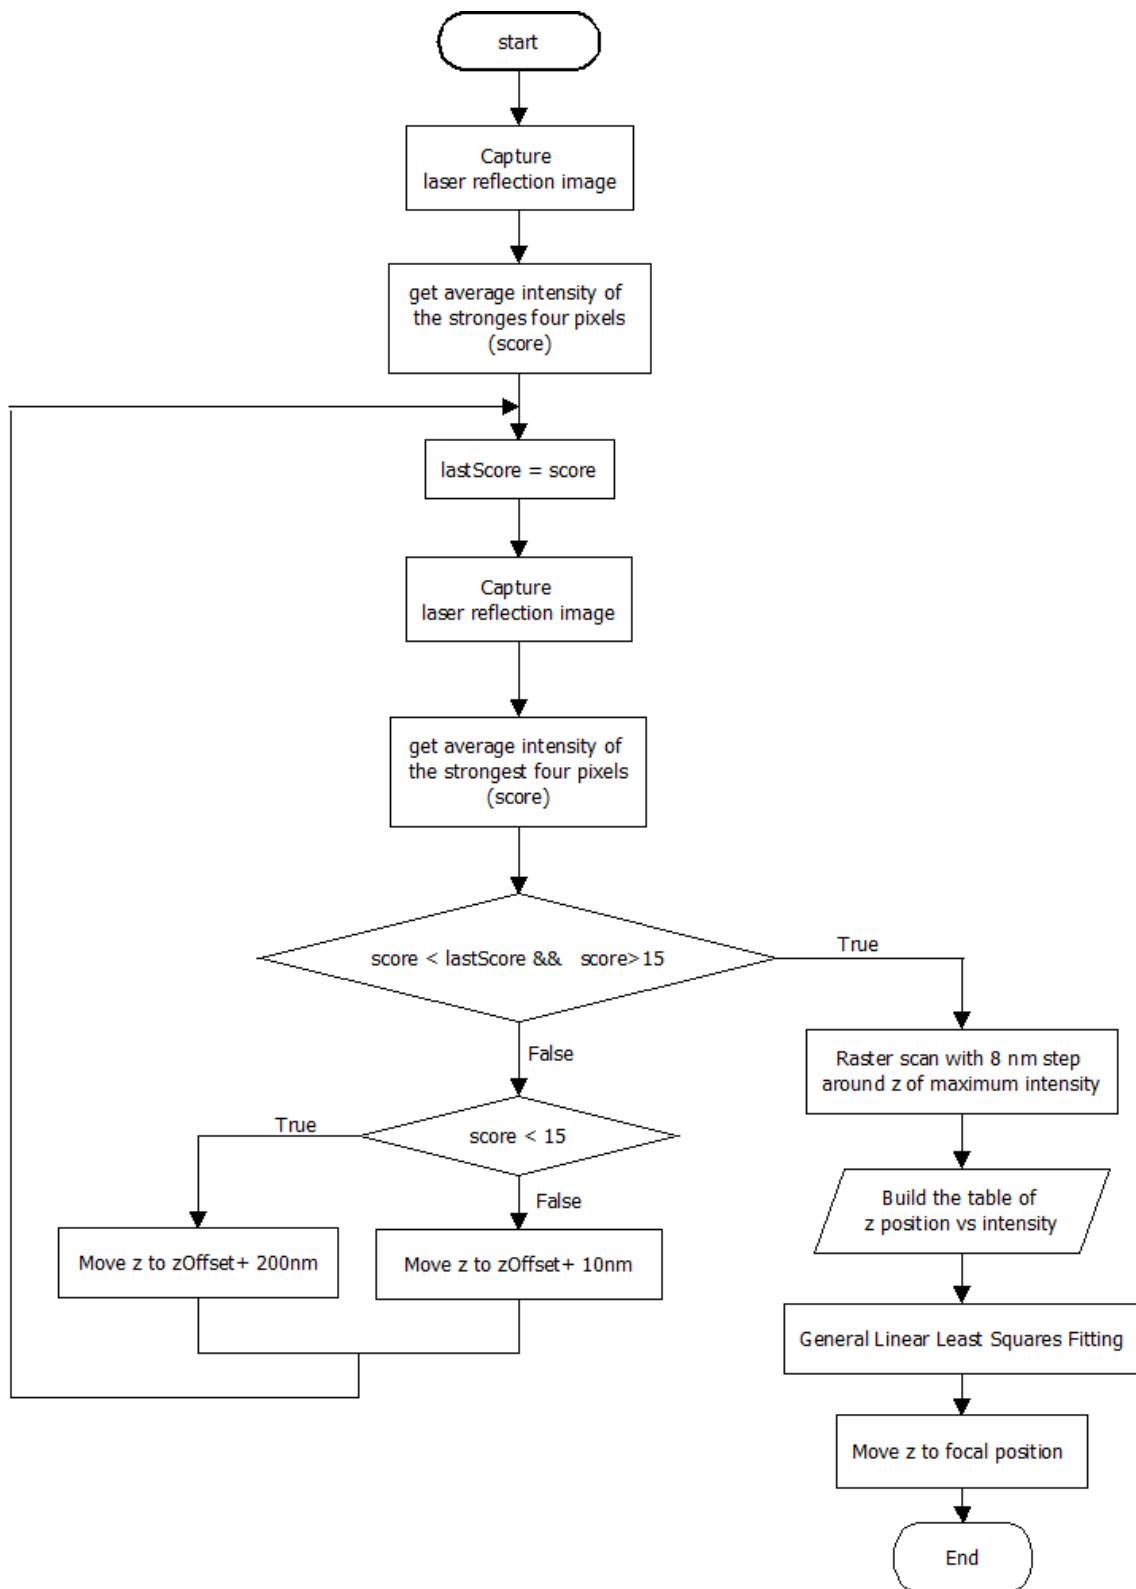 start
Capture
laser reflection image
get average intensity of
the stronges four pixels
(score)
lastScore = score
Capture
laser reflection image
get average intensity of
the strongest four pixels
(score)
score < lastScore && score>15
True
False
Raster scan with 8 nm step
around z of maximum intensity
True
score < 15
False
Build the table of
z position vs intensity
Move z to zOffset+ 200nm
Move z to zOffset+ 10nm
General Linear Least Squares Fitting
Move z to focal position
End